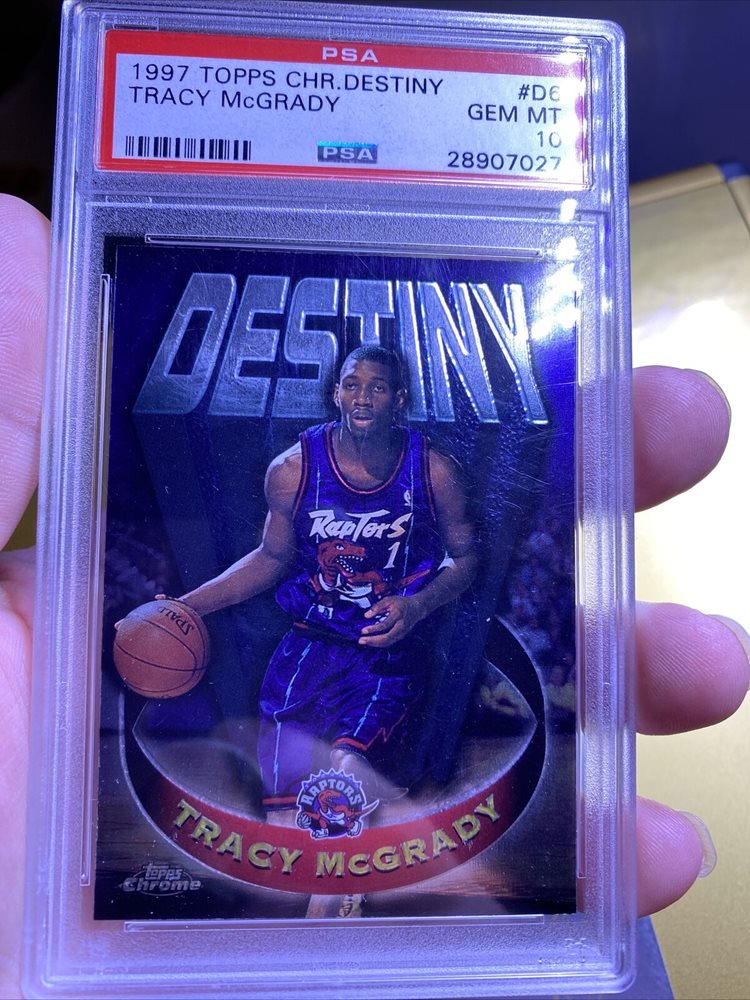 PSA
1997 TOPPS CHR.DESTINY #D6
TRACY McGRADY GEM MT
10
PSA 28907027
DESTINY
RAPTORS
1
SPALD
RAPTORS
TRACY McGRADY
Topps
Chrome